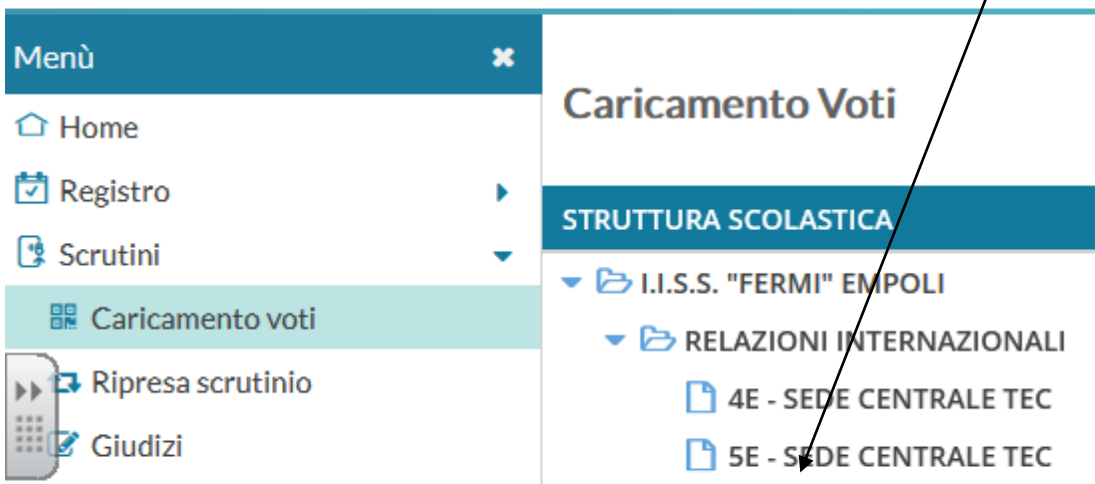 Menù
Home
Registro
Scrutini
Caricamento voti
Ripresa scrutinio
Giudizi
Caricamento Voti
STRUTTURA SCOLASTICA
I.I.S.S. "FERMI" EMPOLI
RELAZIONI INTERNAZIONALI
4E - SEDE CENTRALE TEC
5E - SEDE CENTRALE TEC